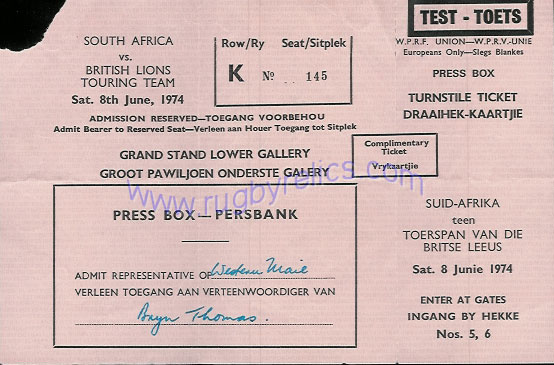 SOUTH AFRICA
vs.
BRITISH LIONS
TOURING TEAM
Sat. 8th June, 1974
Row/Ry Seat/Sitplek
K No 145
ADMISSION RESERVED—TOEGANG VOORBEHOU
Admit Bearer to Reserved Seat—Verleen aan Houer Toegang tot Sitplek
GRAND STAND LOWER GALLERY
GROOT PAWILJOEN ONDERSTE GALERY
Complimentary
Ticket
Vrykaartjie
www.rugbyrelics.com
PRESS BOX—PERSBANK
ADMIT REPRESENTATIVE OF Western Mail
VERLEEN TOEGANG AAN VERTEENWOORDIGER VAN
Bryn Thomas.
TEST - TOETS
W.P.R.F. UNION—W.P.R.V.-UNIE
Europeans Only—Slegs Blankes
PRESS BOX
TURNSTILE TICKET
DRAAIHEK-KAARTJIE
SUID-AFRIKA
teen
TOERSPAN VAN DIE
BRITSE LEEUS
Sat. 8 Junie 1974
ENTER AT GATES
INGANG BY HEKKE
Nos. 5, 6